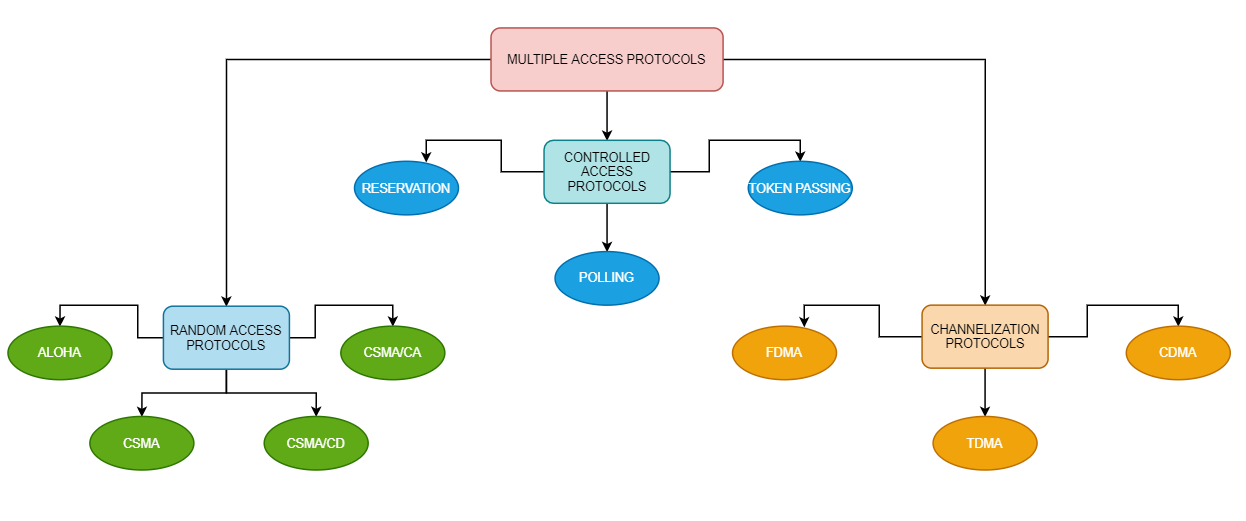 MULTIPLE ACCESS PROTOCOLS
CONTROLLED
ACCESS
PROTOCOLS
RESERVATION
TOKEN PASSING
POLLING
RANDOM ACCESS
PROTOCOLS
ALOHA
CSMA/CA
CSMA
CSMA/CD
CHANNELIZATION
PROTOCOLS
FDMA
CDMA
TDMA